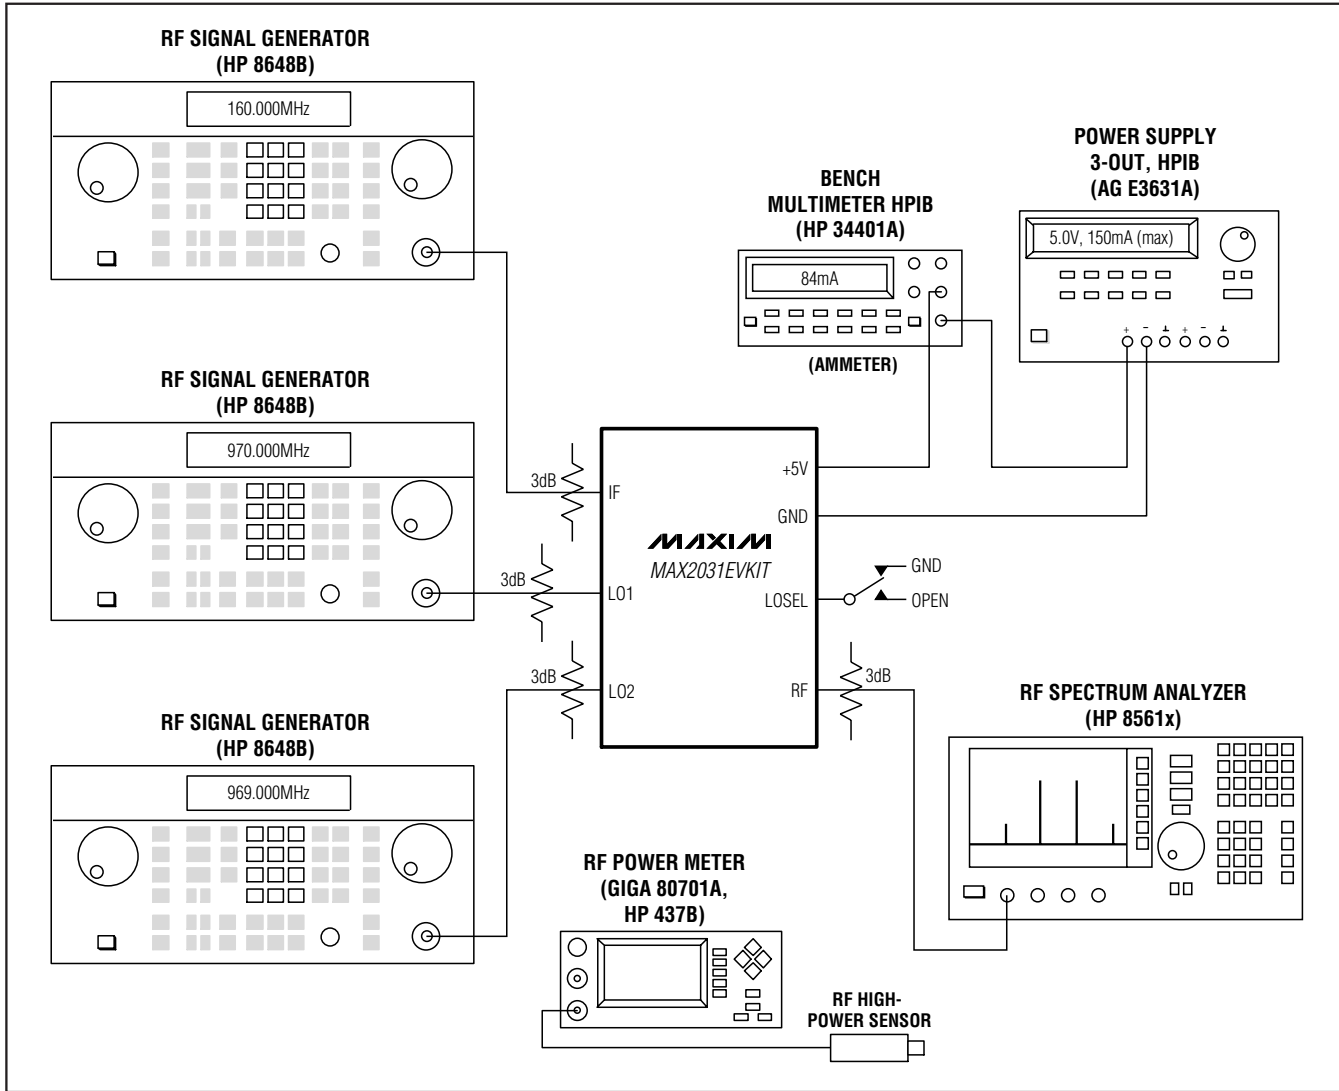 RF SIGNAL GENERATOR
(HP 8648B)
160.000MHz
POWER SUPPLY
3-OUT, HPIB
(AG E3631A)
5.0V, 150mA (max)
+ - ⊥ + - ⊥
BENCH
MULTIMETER HPIB
(HP 34401A)
84mA
(AMMETER)
RF SIGNAL GENERATOR
(HP 8648B)
970.000MHz
3dB
IF
+5V
GND
MAXIM
MAX2031EVKIT
3dB
LO1
LOSEL
GND
OPEN
3dB
LO2
RF
3dB
RF SIGNAL GENERATOR
(HP 8648B)
969.000MHz
RF SPECTRUM ANALYZER
(HP 8561x)
RF POWER METER
(GIGA 80701A,
HP 437B)
RF HIGH-
POWER SENSOR